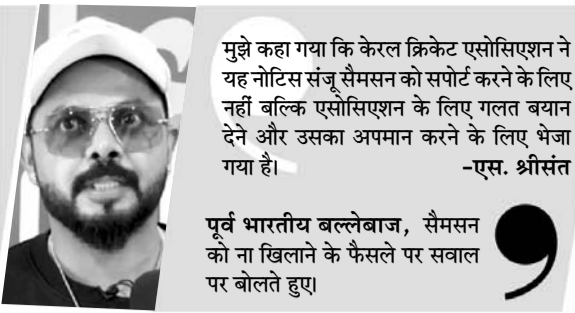 मुझे कहा गया कि केरल क्रिकेट एसोसिएशन ने
यह नोटिस संजू सैमसन को सपोर्ट करने के लिए
नहीं बल्कि एसोसिएशन के लिए गलत बयान
देने और उसका अपमान करने के लिए भेजा
गया है। -एस. श्रीसंत
पूर्व भारतीय बल्लेबाज, सैमसन
को ना खिलाने के फैसले पर सवाल
पर बोलते हुए।